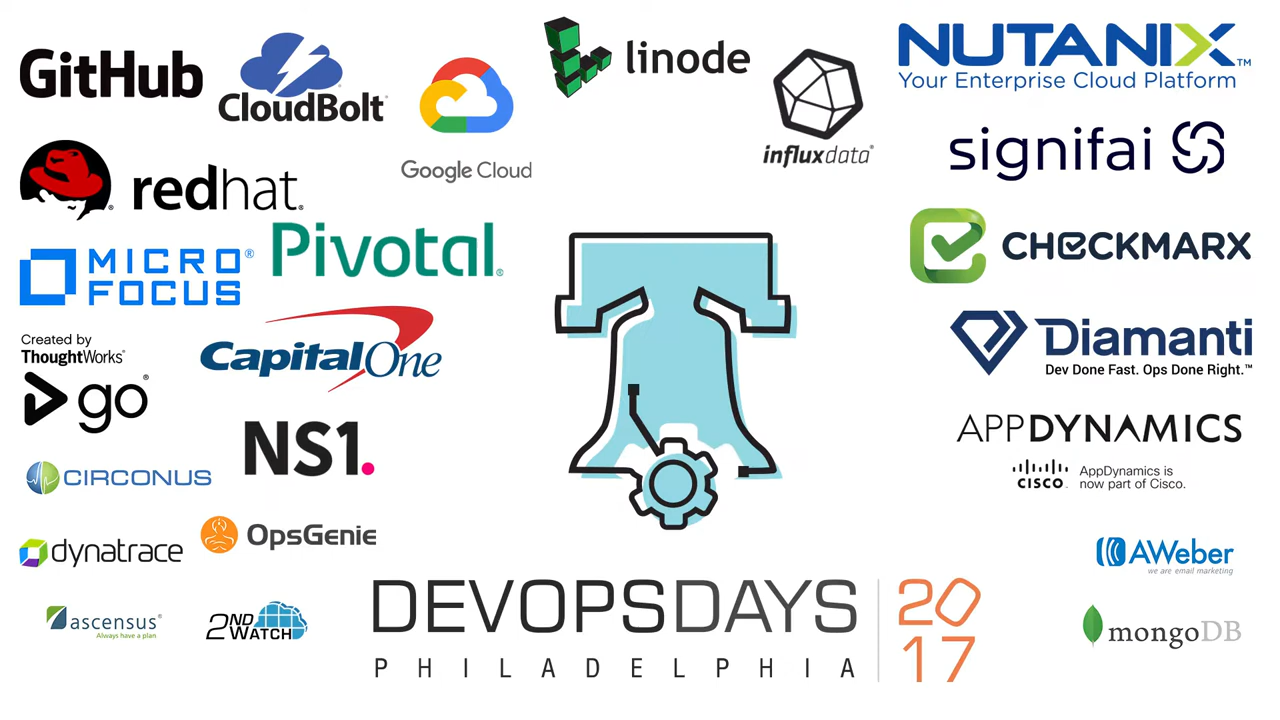 GitHub
CloudBolt
Google Cloud
linode
influxdata®
NUTANIX™
Your Enterprise Cloud Platform
redhat®
signifai
MICRO®
FOCUS
Pivotal®
CHECKMARX
Created by
ThoughtWorks®
go®
Capital One
Diamanti
Dev Done Fast. Ops Done Right.™
NS1.
APPDYNAMICS
CISCO
AppDynamics is
now part of Cisco.
CIRCONUS
dynatrace
OpsGenie
AWeber
we are email marketing
ascensus®
Always have a plan
2ND
WATCH
DEVOPSDAYS
PHILADELPHIA
20
17
mongoDB